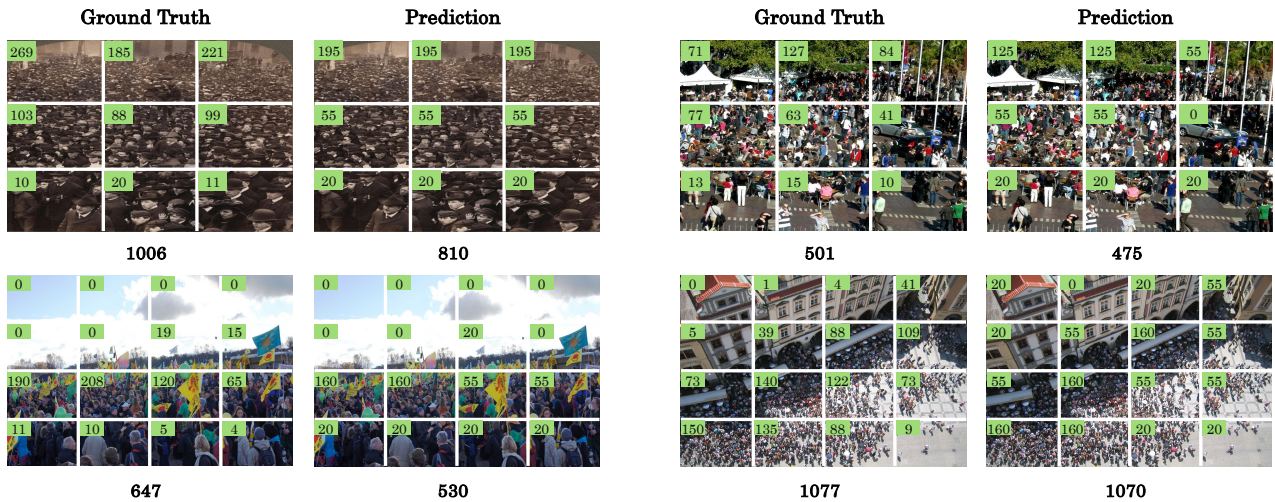 Ground Truth Prediction Ground Truth Prediction
269 185 221 195 195 195 71 127 84 125 125 55
103 88 99 55 55 55 77 63 41 55 55 0
10 20 11 20 20 20 13 15 10 20 20 20
1006 810 501 475
0 0 0 0 0 0 0 0 0 1 4 41 20 0 20 55
0 0 19 15 0 0 20 0 5 39 88 109 20 55 160 55
190 208 120 65 160 160 55 55 73 140 122 73 55 160 55 55
11 10 5 4 20 20 20 20 150 135 88 9 160 160 20 20
647 530 1077 1070